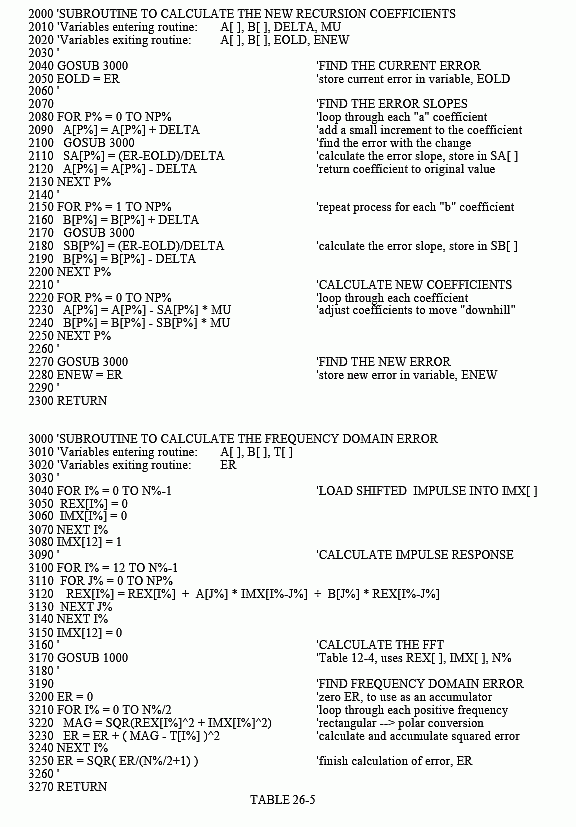 2000 'SUBROUTINE TO CALCULATE THE NEW RECURSION COEFFICIENTS
2010 'Variables entering routine: A[ ], B[ ], DELTA, MU
2020 'Variables exiting routine: A[ ], B[ ], EOLD, ENEW
2030 '
2040 GOSUB 3000 'FIND THE CURRENT ERROR
2050 EOLD = ER 'store current error in variable, EOLD
2060 '
2070 'FIND THE ERROR SLOPES
2080 FOR P% = 0 TO NP% 'loop through each "a" coefficient
2090 A[P%] = A[P%] + DELTA 'add a small increment to the coefficient
2100 GOSUB 3000 'find the error with the change
2110 SA[P%] = (ER-EOLD)/DELTA 'calculate the error slope, store in SA[ ]
2120 A[P%] = A[P%] - DELTA 'return coefficient to original value
2130 NEXT P%
2140 '
2150 FOR P% = 1 TO NP% 'repeat process for each "b" coefficient
2160 B[P%] = B[P%] + DELTA
2170 GOSUB 3000
2180 SB[P%] = (ER-EOLD)/DELTA 'calculate the error slope, store in SB[ ]
2190 B[P%] = B[P%] - DELTA
2200 NEXT P%
2210 ' 'CALCULATE NEW COEFFICIENTS
2220 FOR P% = 0 TO NP% 'loop through each coefficient
2230 A[P%] = A[P%] - SA[P%] * MU 'adjust coefficients to move "downhill"
2240 B[P%] = B[P%] - SB[P%] * MU
2250 NEXT P%
2260 '
2270 GOSUB 3000 'FIND THE NEW ERROR
2280 ENEW = ER 'store new error in variable, ENEW
2290 '
2300 RETURN
3000 'SUBROUTINE TO CALCULATE THE FREQUENCY DOMAIN ERROR
3010 'Variables entering routine: A[ ], B[ ], T[ ]
3020 'Variables exiting routine: ER
3030 '
3040 FOR I% = 0 TO N%-1 'LOAD SHIFTED IMPULSE INTO IMX[ ]
3050 REX[I%] = 0
3060 IMX[I%] = 0
3070 NEXT I%
3080 IMX[12] = 1
3090 ' 'CALCULATE IMPULSE RESPONSE
3100 FOR I% = 12 TO N%-1
3110 FOR J% = 0 TO NP%
3120 REX[I%] = REX[I%] + A[J%] * IMX[I%-J%] + B[J%] * REX[I%-J%]
3130 NEXT J%
3140 NEXT I%
3150 IMX[12] = 0
3160 ' 'CALCULATE THE FFT
3170 GOSUB 1000 'Table 12-4, uses REX[ ], IMX[ ], N%
3180 '
3190 'FIND FREQUENCY DOMAIN ERROR
3200 ER = 0 'zero ER, to use as an accumulator
3210 FOR I% = 0 TO N%/2 'loop through each positive frequency
3220 MAG = SQR(REX[I%]^2 + IMX[I%]^2) 'rectangular --> polar conversion
3230 ER = ER + ( MAG - T[I%] )^2 'calculate and accumulate squared error
3240 NEXT I%
3250 ER = SQR( ER/(N%/2+1) ) 'finish calculation of error, ER
3260 '
3270 RETURN
TABLE 26-5